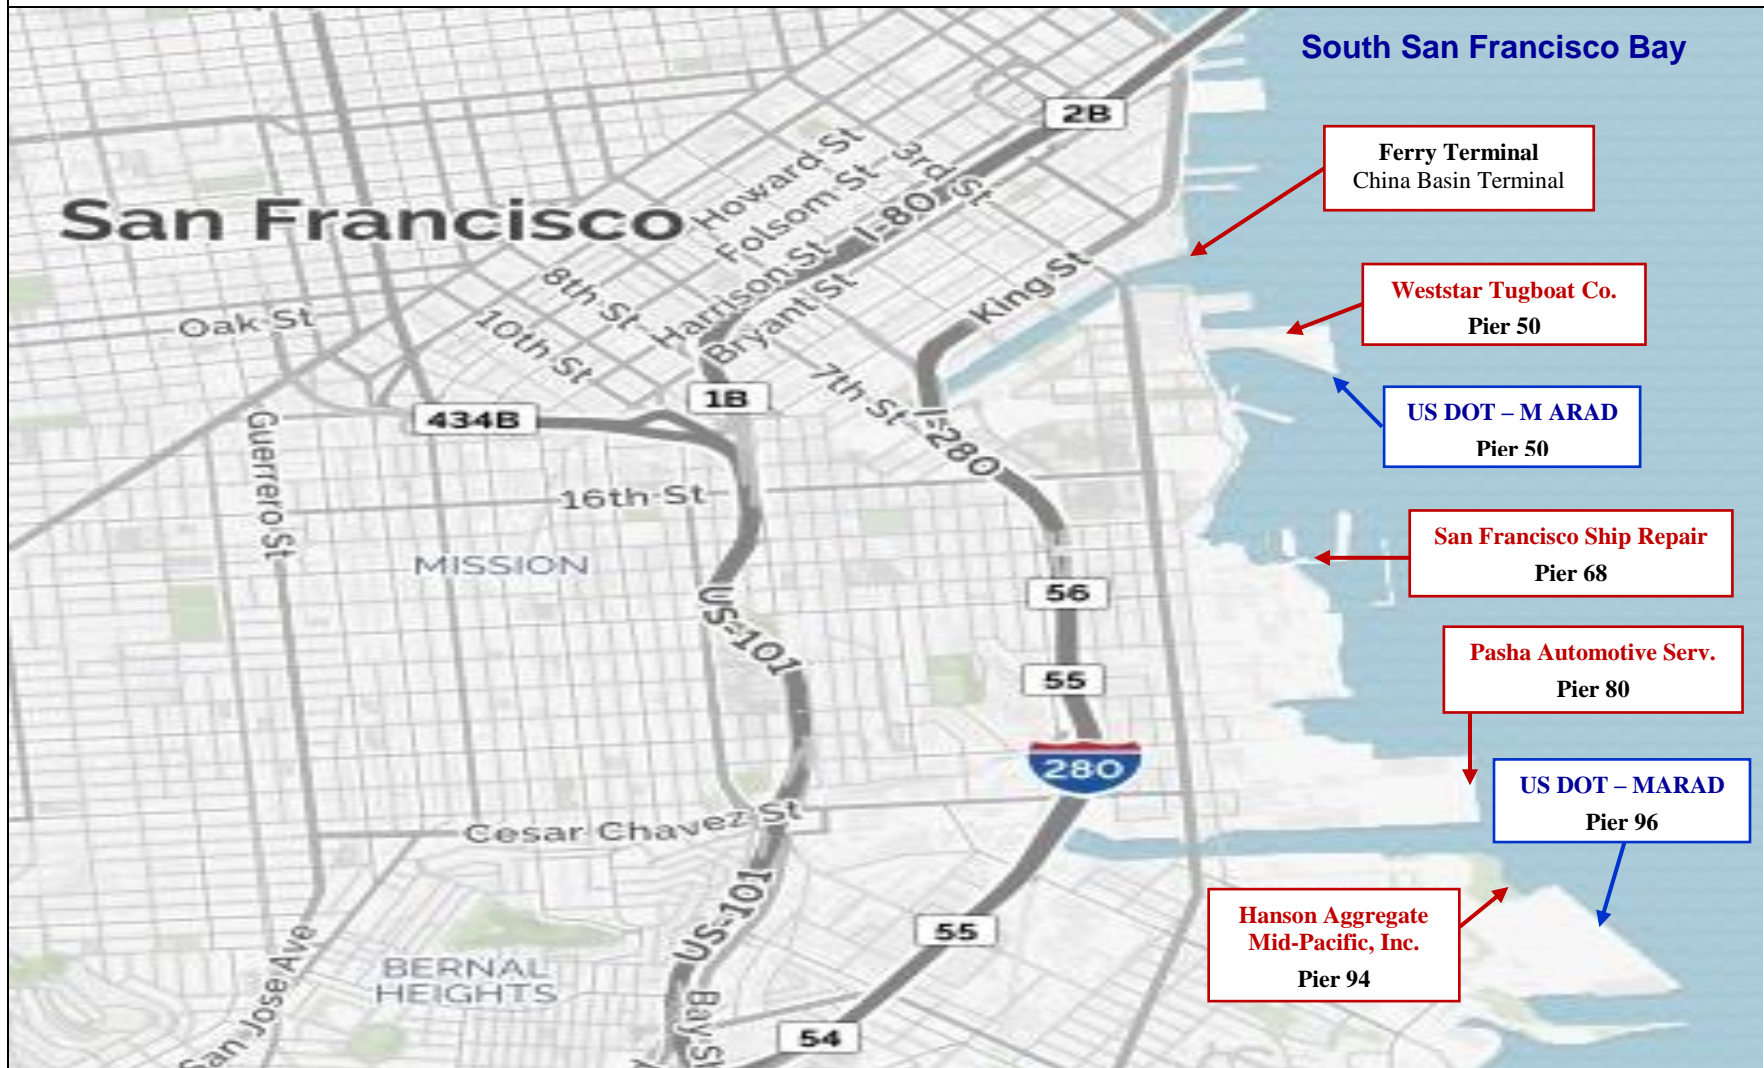 South San Francisco Bay
2B
Ferry Terminal
China Basin Terminal
San Francisco
Howard St
Folsom St
3rd St
I-80
Harrison St
8th St
Bryant St
10th St
Oak St
King St
Weststar Tugboat Co.
Pier 50
1B
7th St
434B
US DOT – M ARAD
Pier 50
Guerrero St
I-280
16th St
MISSION
San Francisco Ship Repair
Pier 68
56
US-101
55
Pasha Automotive Serv.
Pier 80
280
US DOT – MARAD
Pier 96
Cesar Chavez St
US-101
55
Hanson Aggregate
Mid-Pacific, Inc.
Pier 94
BERNAL
HEIGHTS
San Jose Ave
Bay S
54